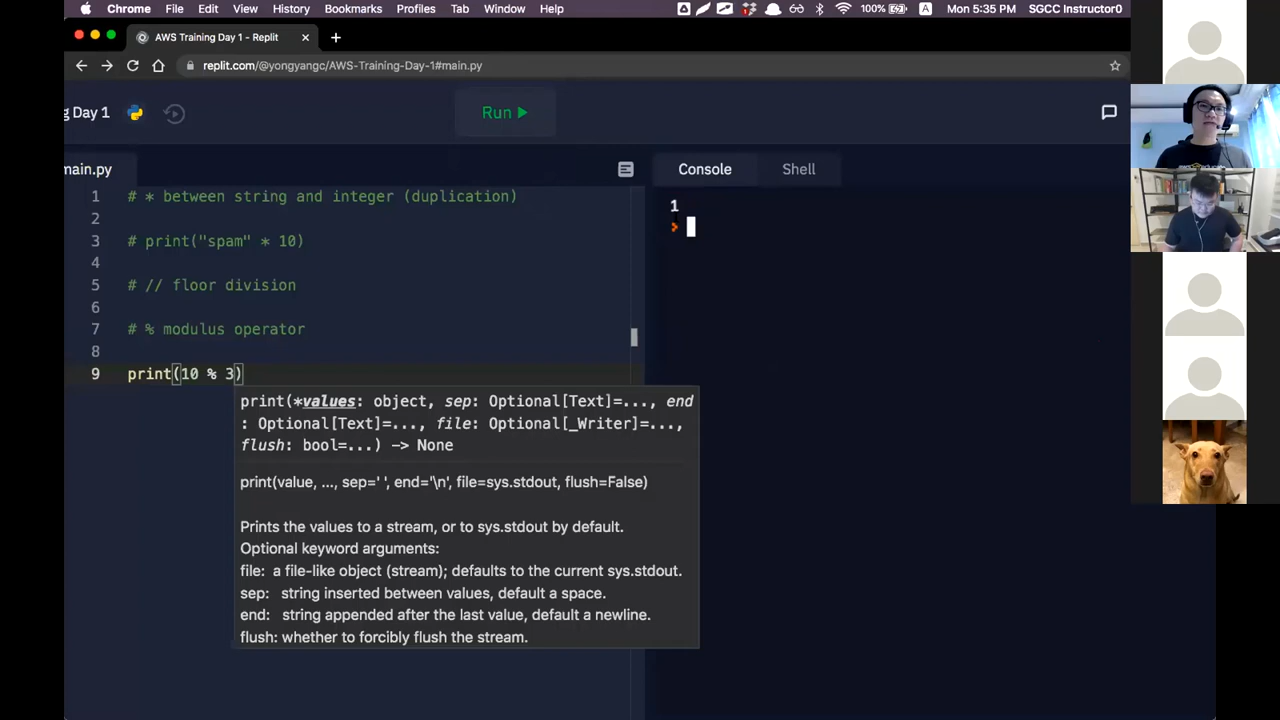 Chrome File Edit View History Bookmarks Profiles Tab Window Help 100% A Mon 5:35 PM SGCC Instructor0
AWS Training Day 1 - Replit
replit.com/@yongyangc/AWS-Training-Day-1#main.py
g Day 1 Run
main.py
Console Shell
1 # * between string and integer (duplication)
2
3 # print("spam" * 10)
4
5 # // floor division
6
7 # % modulus operator
8
9 print(10 % 3)
1
print(*values: object, sep: Optional[Text]=..., end
: Optional[Text]=..., file: Optional[_Writer]=...,
flush: bool=...) -> None
print(value, ..., sep=' ', end='\n', file=sys.stdout, flush=False)
Prints the values to a stream, or to sys.stdout by default.
Optional keyword arguments:
file: a file-like object (stream); defaults to the current sys.stdout.
sep: string inserted between values, default a space.
end: string appended after the last value, default a newline.
flush: whether to forcibly flush the stream.